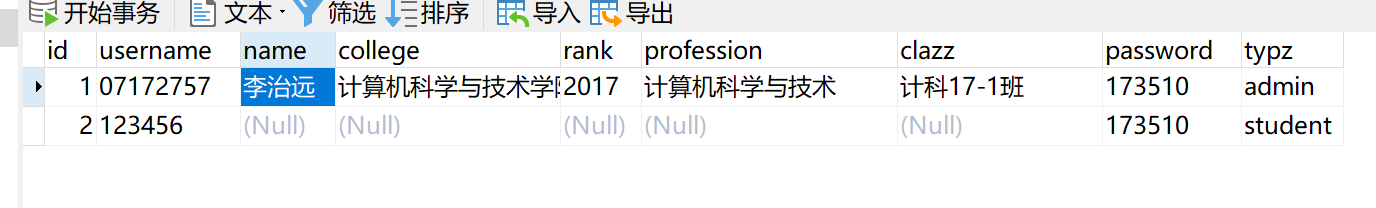 开始事务 文本 筛选 排序 导入 导出
id username name college rank profession clazz password typz
1 07172757 李治远 计算机科学与技术学院 2017 计算机科学与技术 计科17-1班 173510 admin
2 123456 (Null) (Null) (Null) (Null) (Null) 173510 student